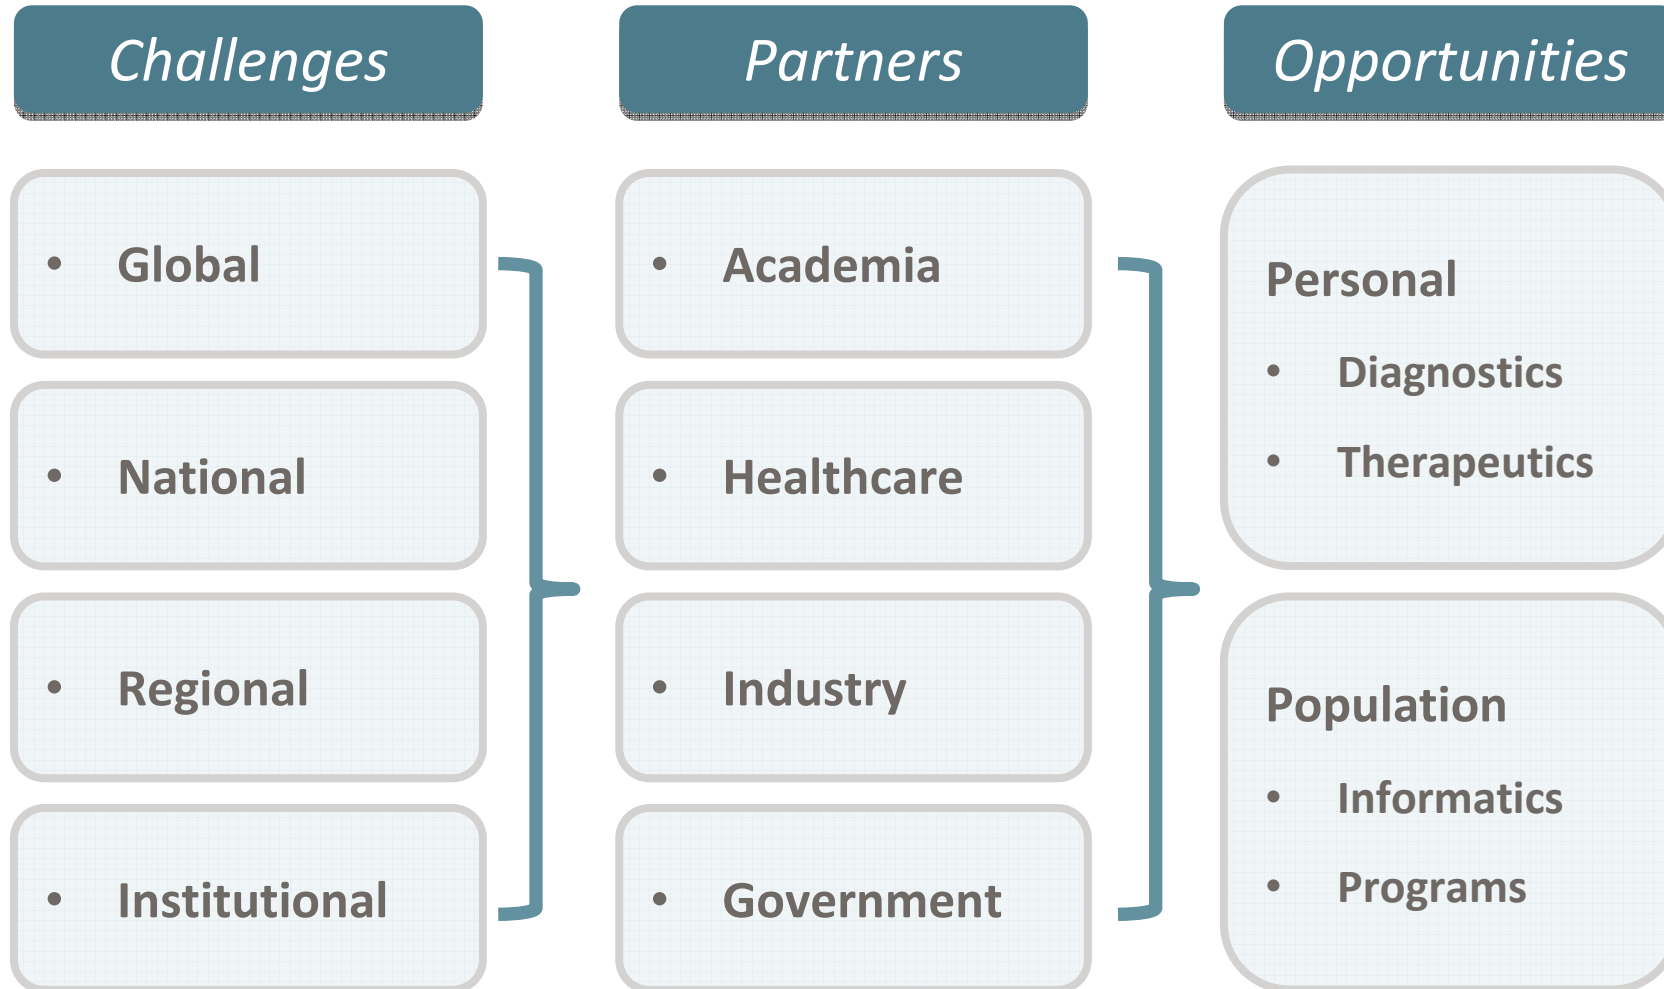 Challenges
• Global
• National
• Regional
• Institutional
Partners
• Academia
• Healthcare
• Industry
• Government
Opportunities
Personal
• Diagnostics
• Therapeutics
Population
• Informatics
• Programs